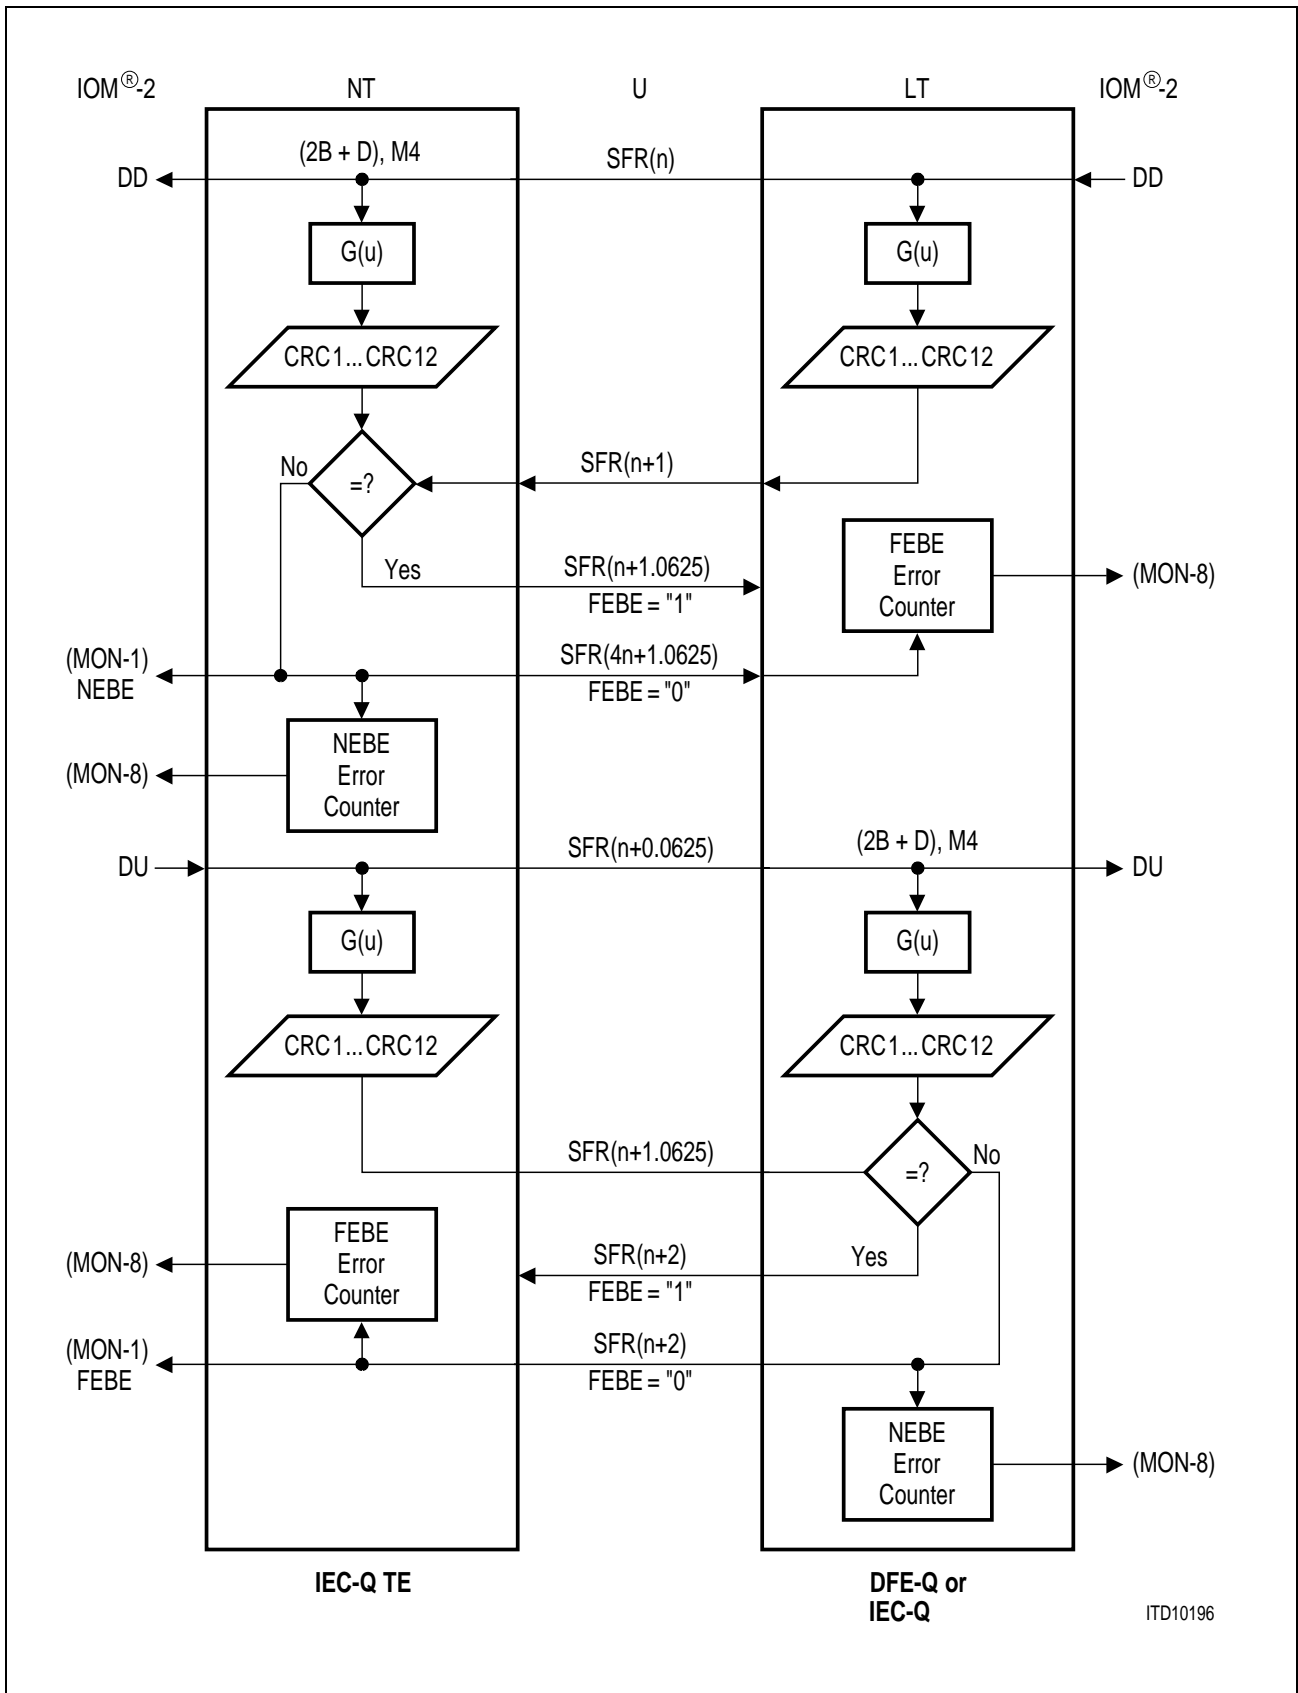 IOM®-2 NT U LT IOM®-2
(2B + D), M4
SFR(n)
DD DD
G(u) G(u)
CRC1...CRC12 CRC1...CRC12
No =? SFR(n+1)
Yes SFR(n+1.0625)
FEBE = "1"
FEBE
Error
Counter
(MON-8)
(MON-1)
NEBE
SFR(4n+1.0625)
FEBE = "0"
NEBE
Error
Counter
(MON-8)
DU SFR(n+0.0625) (2B + D), M4 DU
G(u) G(u)
CRC1...CRC12 CRC1...CRC12
SFR(n+1.0625) =? No
FEBE
Error
Counter
(MON-8)
SFR(n+2) Yes
FEBE = "1"
(MON-1)
FEBE
SFR(n+2)
FEBE = "0"
NEBE
Error
Counter
(MON-8)
IEC-Q TE
DFE-Q or
IEC-Q
ITD10196